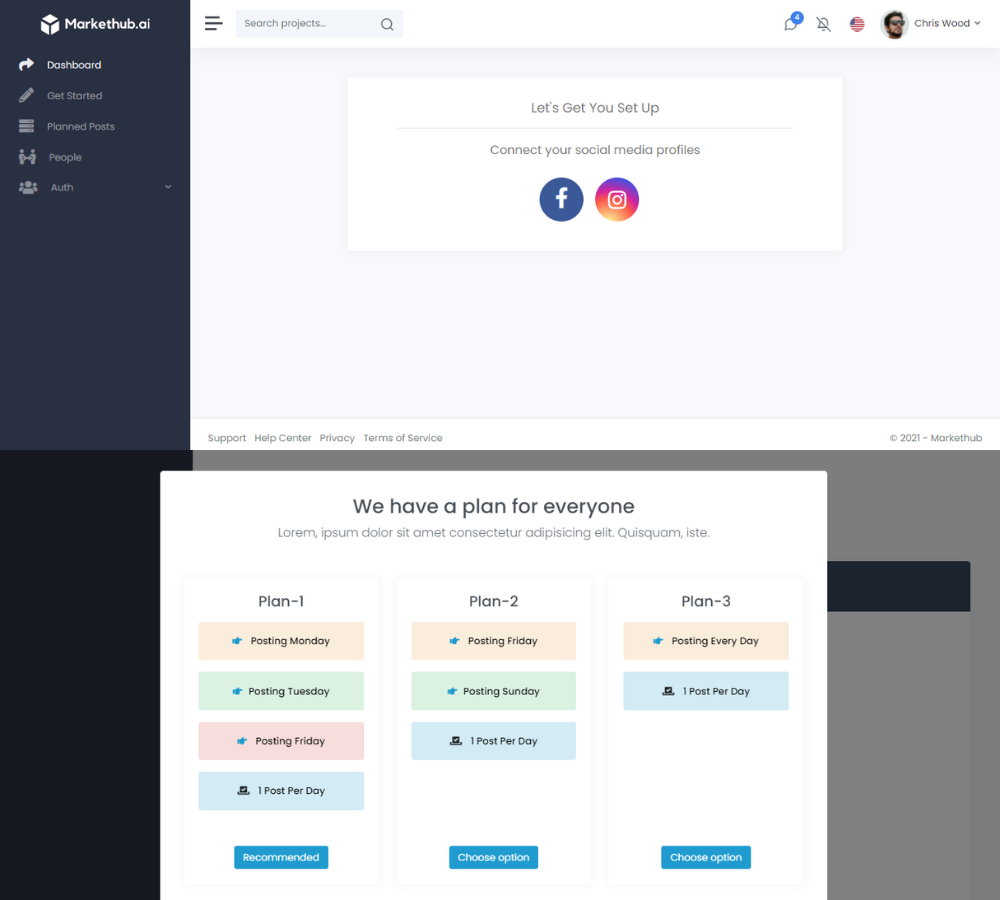 Markethub.ai
Search projects...
4
Chris Wood
Dashboard
Get Started
Planned Posts
People
Auth
Let's Get You Set Up
Connect your social media profiles
Support Help Center Privacy Terms of Service
© 2021 - Markethub
We have a plan for everyone
Lorem, ipsum dolor sit amet consectetur adipisicing elit. Quisquam, iste.
Plan-1
Posting Monday
Posting Tuesday
Posting Friday
1 Post Per Day
Recommended
Plan-2
Posting Friday
Posting Sunday
1 Post Per Day
Choose option
Plan-3
Posting Every Day
1 Post Per Day
Choose option